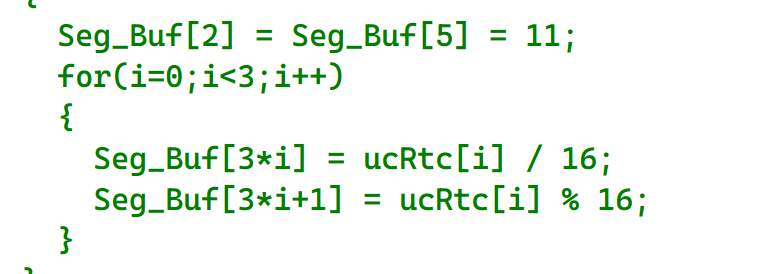 Seg_Buf[2] = Seg_Buf[5] = 11;
for(i=0;i<3;i++)
{
Seg_Buf[3*i] = ucRtc[i] / 16;
Seg_Buf[3*i+1] = ucRtc[i] % 16;
}